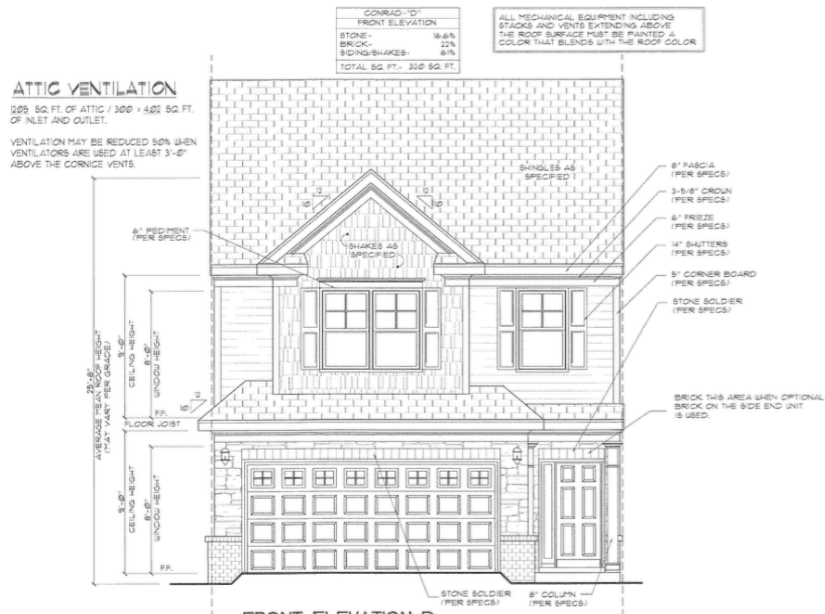 CONRAD-"D"
FRONT ELEVATION
STONE- 16.6%
BRICK- 22%
SIDING/SHAKES- 61%
TOTAL SQ. FT.- 320 SQ. FT.
ALL MECHANICAL EQUIPMENT INCLUDING
STACKS AND VENTS EXTENDING ABOVE
THE ROOF SURFACE MUST BE PAINTED A
COLOR THAT BLENDS WITH THE ROOF COLOR
ATTIC VENTILATION
1205 SQ. FT. OF ATTIC / 300 = 4.02 SQ. FT.
OF INLET AND OUTLET.
VENTILATION MAY BE REDUCED 50% WHEN
VENTILATORS ARE USED AT LEAST 3'-0"
ABOVE THE CORNICE VENTS.
SHINGLES AS
SPECIFIED
12
12
16
16
6" PEDIMENT
(PER SPECS)
SHAKES AS
SPECIFIED
8" FASCIA
(PER SPECS)
3-5/8" CROWN
(PER SPECS)
6" FRIEZE
(PER SPECS)
14" SHUTTERS
(PER SPECS)
5" CORNER BOARD
(PER SPECS)
STONE SOLDIER
(PER SPECS)
AVERAGE MEAN ROOF HEIGHT
(MAY VARY PER GRADE)
9'-0"
CEILING HEIGHT
8'-0"
WINDOW HEIGHT
12
16
F.F.
FLOOR JOIST
BRICK THIS AREA WHEN OPTIONAL
BRICK ON THE SIDE END UNIT
IS USED.
9'-0"
CEILING HEIGHT
8'-0"
WINDOW HEIGHT
F.F.
STONE SOLDIER
(PER SPECS)
8" COLUMN
(PER SPECS)
FRONT ELEVATION D